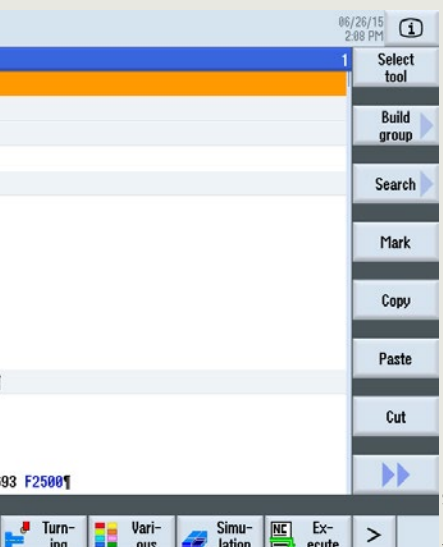 06/26/15
2:08 PM
1
Select
tool
Build
group
Search
Mark
Copy
Paste
¶
Cut
693 F2500¶
Turn-
ing
Vari-
ous
Simu-
lation
NC
Ex-
ecute
>